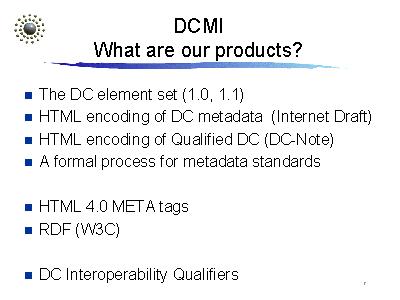 DCMI
What are our products?
The DC element set (1.0, 1.1)
HTML encoding of DC metadata (Internet Draft)
HTML encoding of Qualified DC (DC-Note)
A formal process for metadata standards
HTML 4.0 META tags
RDF (W3C)
DC Interoperability Qualifiers